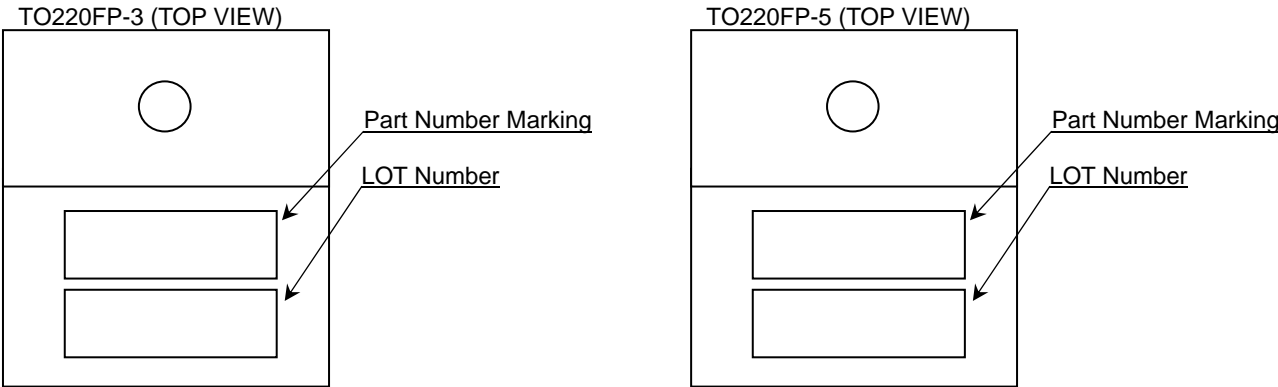 TO220FP-3 (TOP VIEW)
Part Number Marking
LOT Number
TO220FP-5 (TOP VIEW)
Part Number Marking
LOT Number